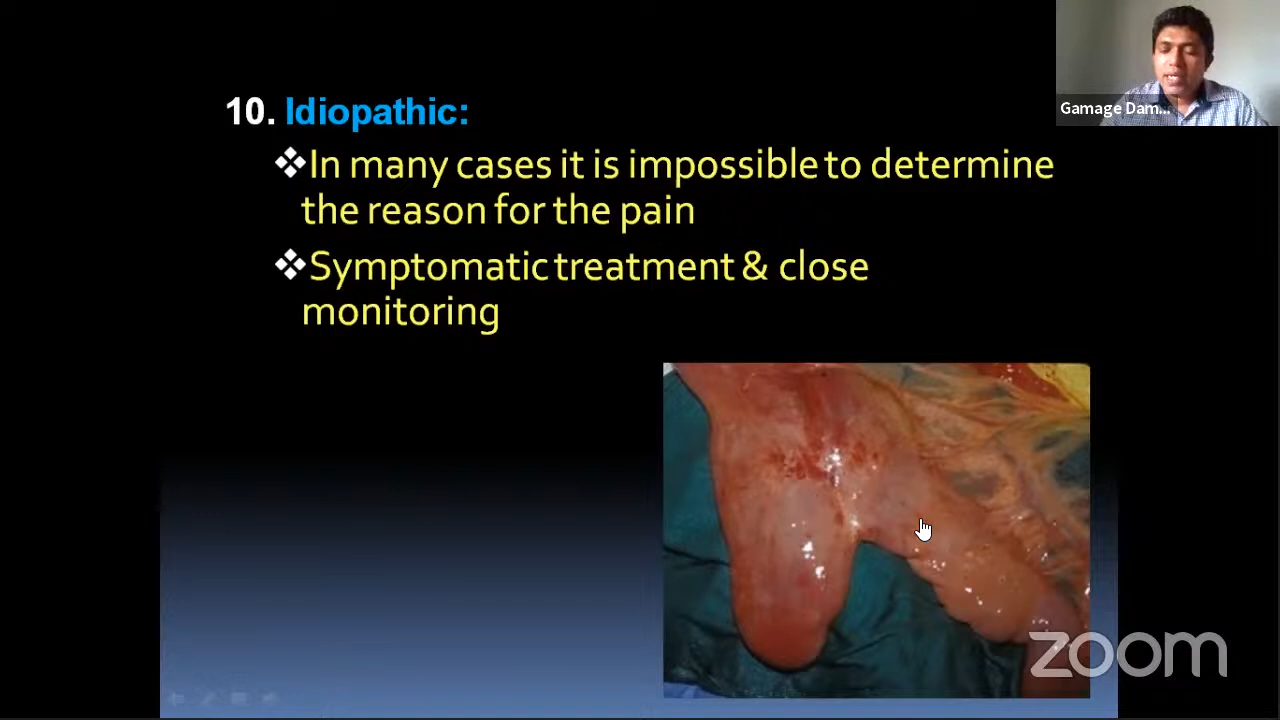 10. Idiopathic:
❖In many cases it is impossible to determine
the reason for the pain
❖Symptomatic treatment & close
monitoring
Gamage Dam...
zoom